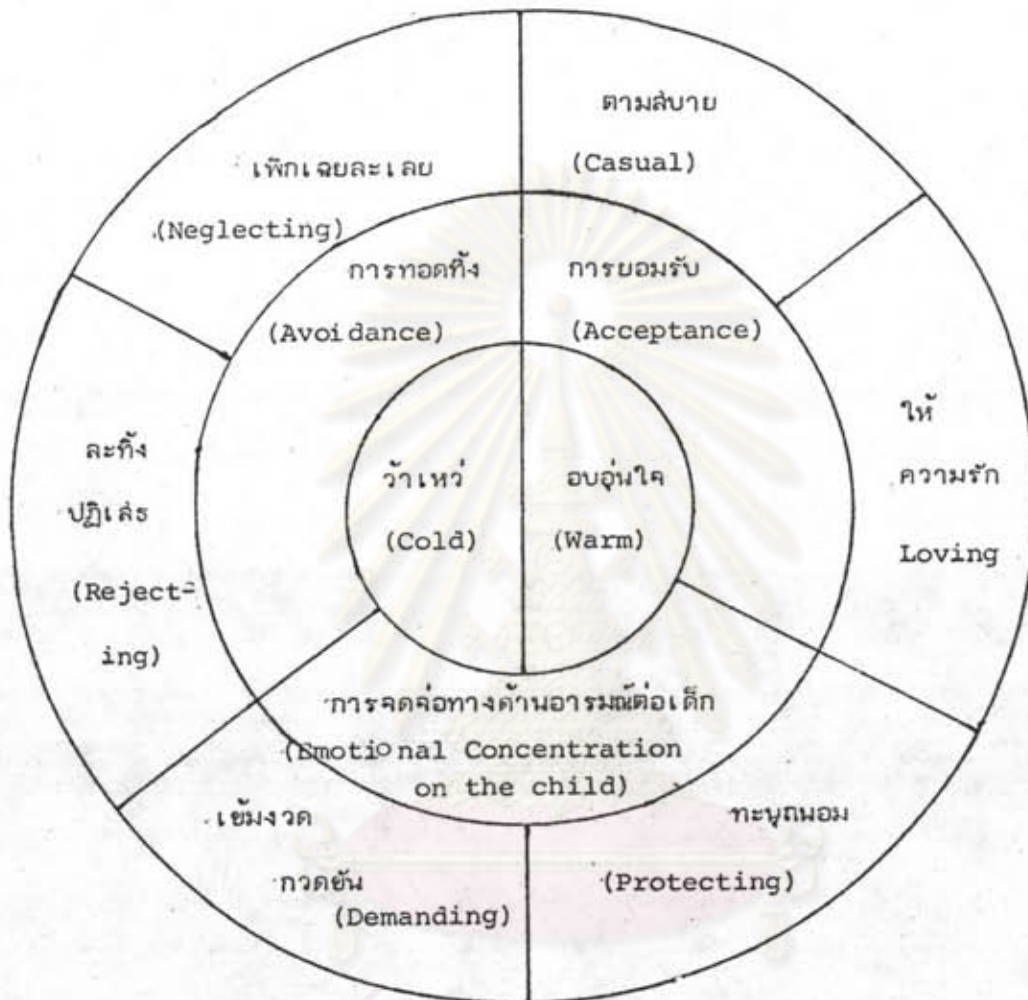 ตามสบาย
(Casual)
เพิกเฉยละเลย
(Neglecting)
การทอดทิ้ง
(Avoidance)
การยอมรับ
(Acceptance)
ให้
ความรัก
Loving
ละทิ้ง
ปฏิเสธ
(Reject-
ing)
ว้าเหว่
(Cold)
อบอุ่นใจ
(Warm)
การจดจ่อทางด้านอารมณ์ต่อเด็ก
(Emotional Concentration
on the child)
เข้มงวด
กวดขัน
(Demanding)
ทะนุถนอม
(Protecting)